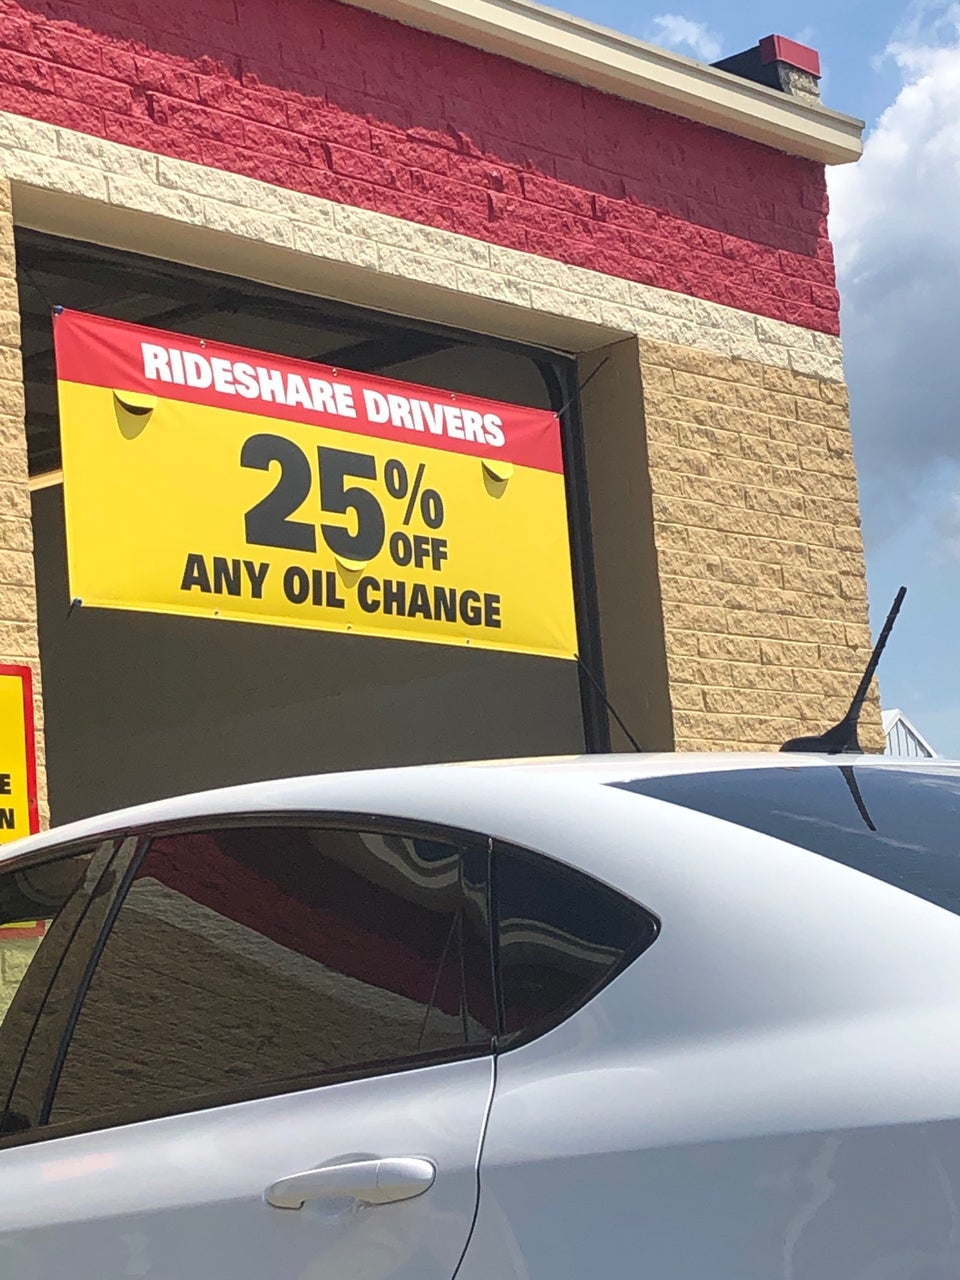 RIDESHARE DRIVERS
25%
OFF
ANY OIL CHANGE
E
N